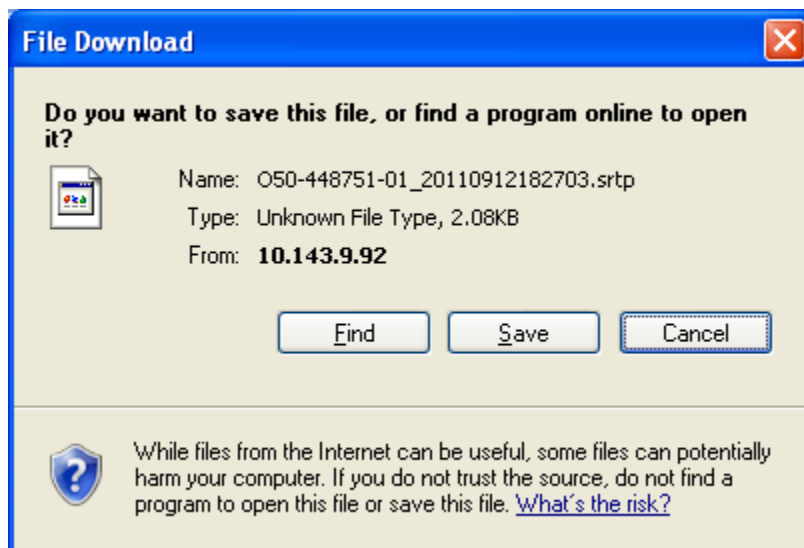 File Download
Do you want to save this file, or find a program online to open
it?
Name: O50-448751-01_20110912182703.srtp
Type: Unknown File Type, 2.08KB
From: 10.143.9.92
Find Save Cancel
While files from the Internet can be useful, some files can potentially
harm your computer. If you do not trust the source, do not find a
program to open this file or save this file. What's the risk?